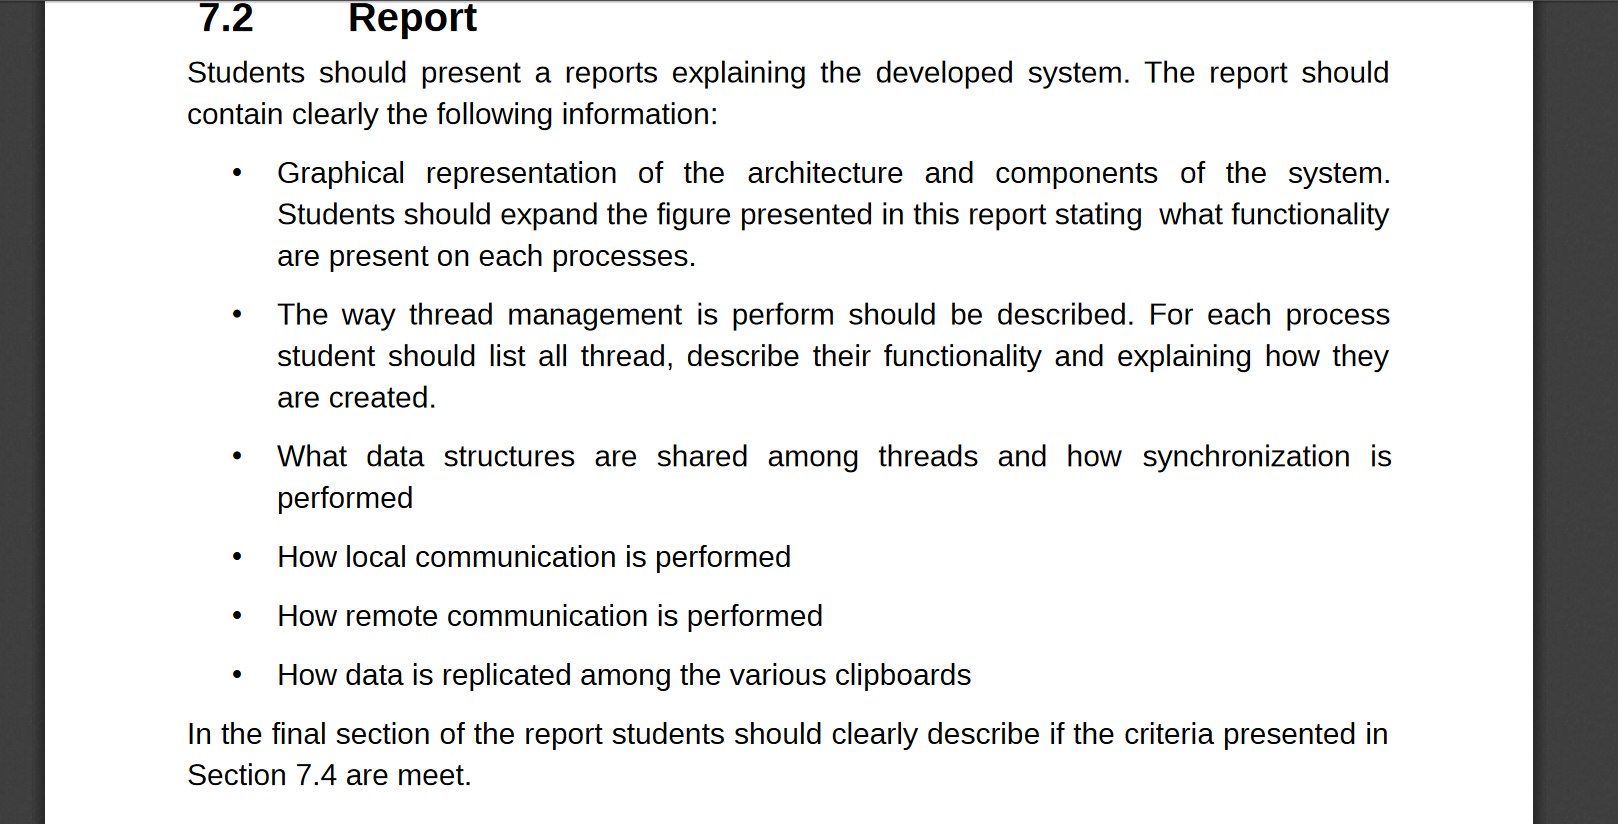 7.2 Report
Students should present a reports explaining the developed system. The report should
contain clearly the following information:
• Graphical representation of the architecture and components of the system.
Students should expand the figure presented in this report stating  what functionality
are present on each processes.
• The way thread management is perform should be described. For each process
student should list all thread, describe their functionality and explaining how they
are created.
• What data structures are shared among threads and how synchronization is
performed
• How local communication is performed
• How remote communication is performed
• How data is replicated among the various clipboards
In the final section of the report students should clearly describe if the criteria presented in
Section 7.4 are meet.